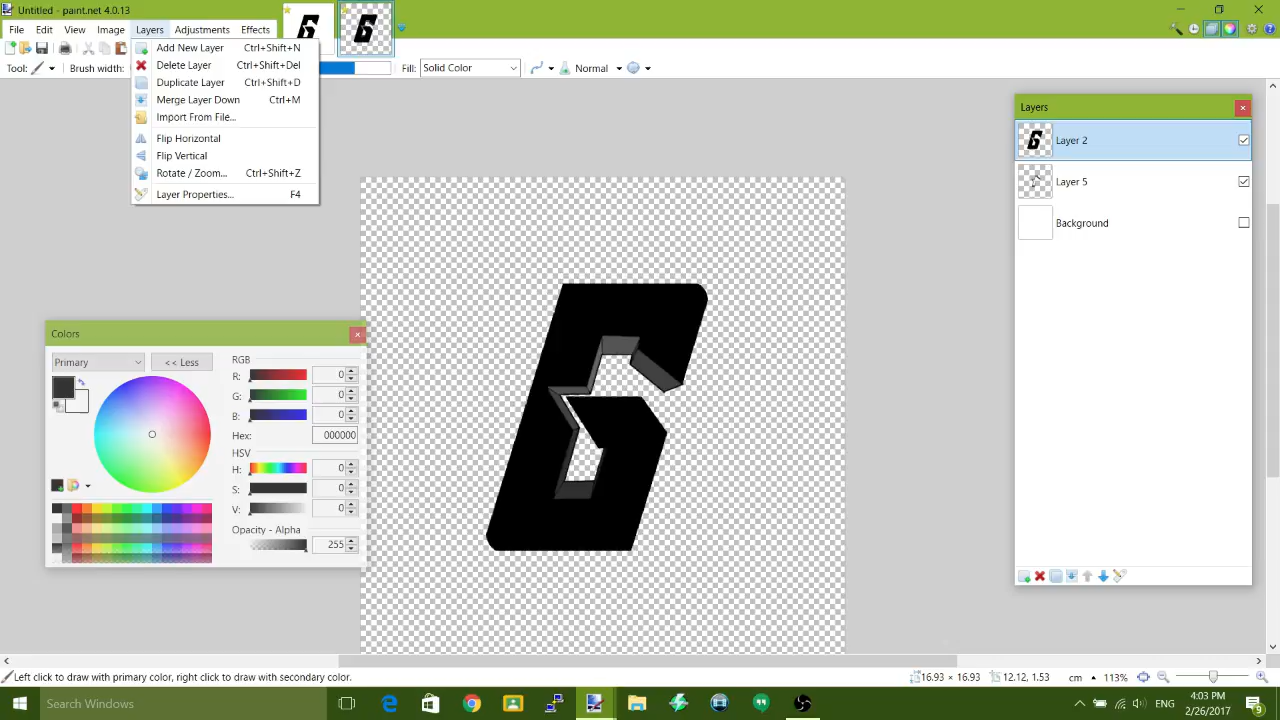 Untitled - paint.net 4.0.13
File Edit View Image Layers Adjustments Effects
Add New Layer Ctrl+Shift+N
Delete Layer Ctrl+Shift+Del
Duplicate Layer Ctrl+Shift+D
Merge Layer Down Ctrl+M
Import From File...
Flip Horizontal
Flip Vertical
Rotate / Zoom... Ctrl+Shift+Z
Layer Properties... F4
Tool: Brush width: Fill: Solid Color Normal
Layers
Layer 2
Layer 5
Background
6
Colors
Primary << Less
RGB
R: 0
G: 0
B: 0
Hex: 000000
HSV
H: 0
S: 0
V: 0
Opacity - Alpha
255
Left click to draw with primary color, right click to draw with secondary color.
16.93 × 16.93 12.12, 1.53 cm 113%
Search Windows
ENG
4:03 PM
2/26/2017
9